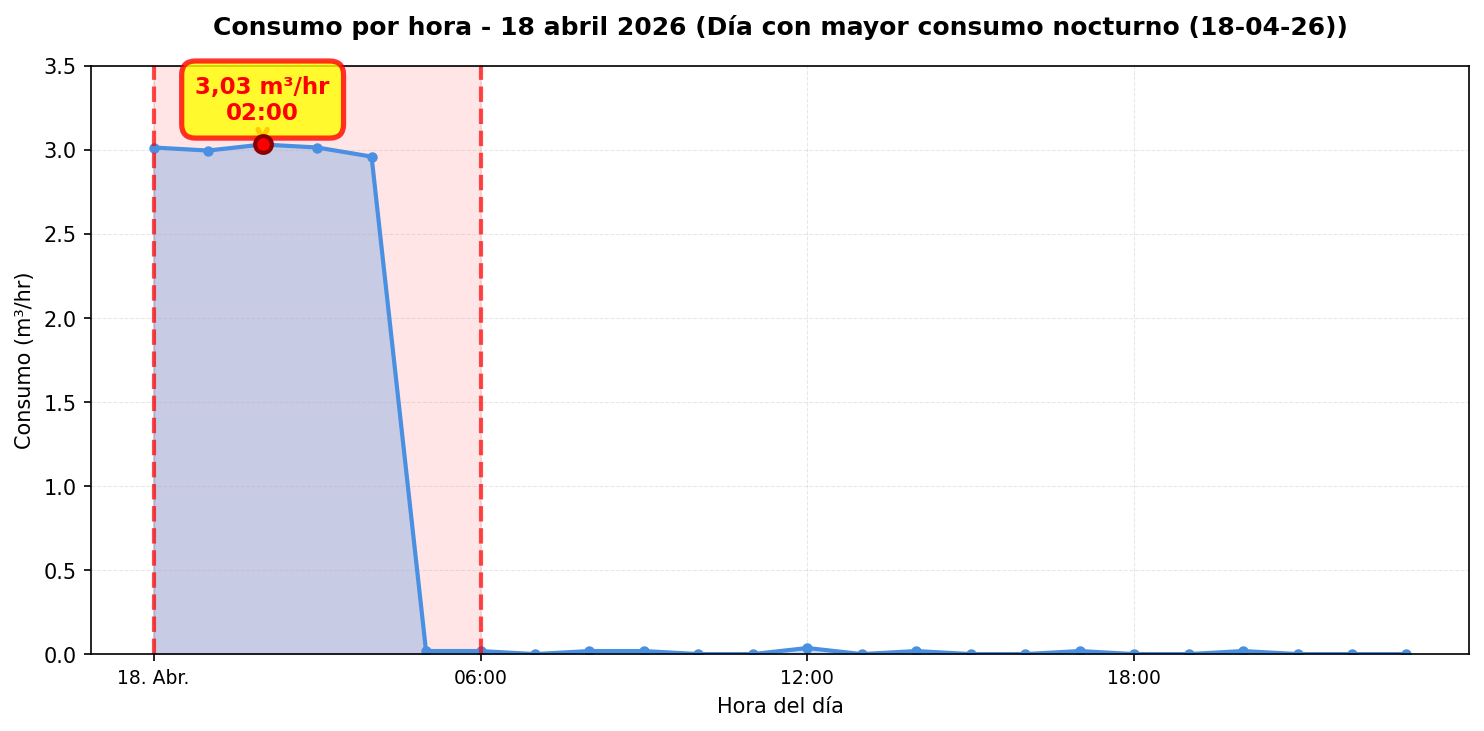 Consumo por hora - 18 abril 2026 (Día con mayor consumo nocturno (18-04-26))
3,03 m³/hr
02:00
Consumo (m³/hr)
3.5
3.0
2.5
2.0
1.5
1.0
0.5
0.0
18. Abr.
06:00
12:00
18:00
Hora del día